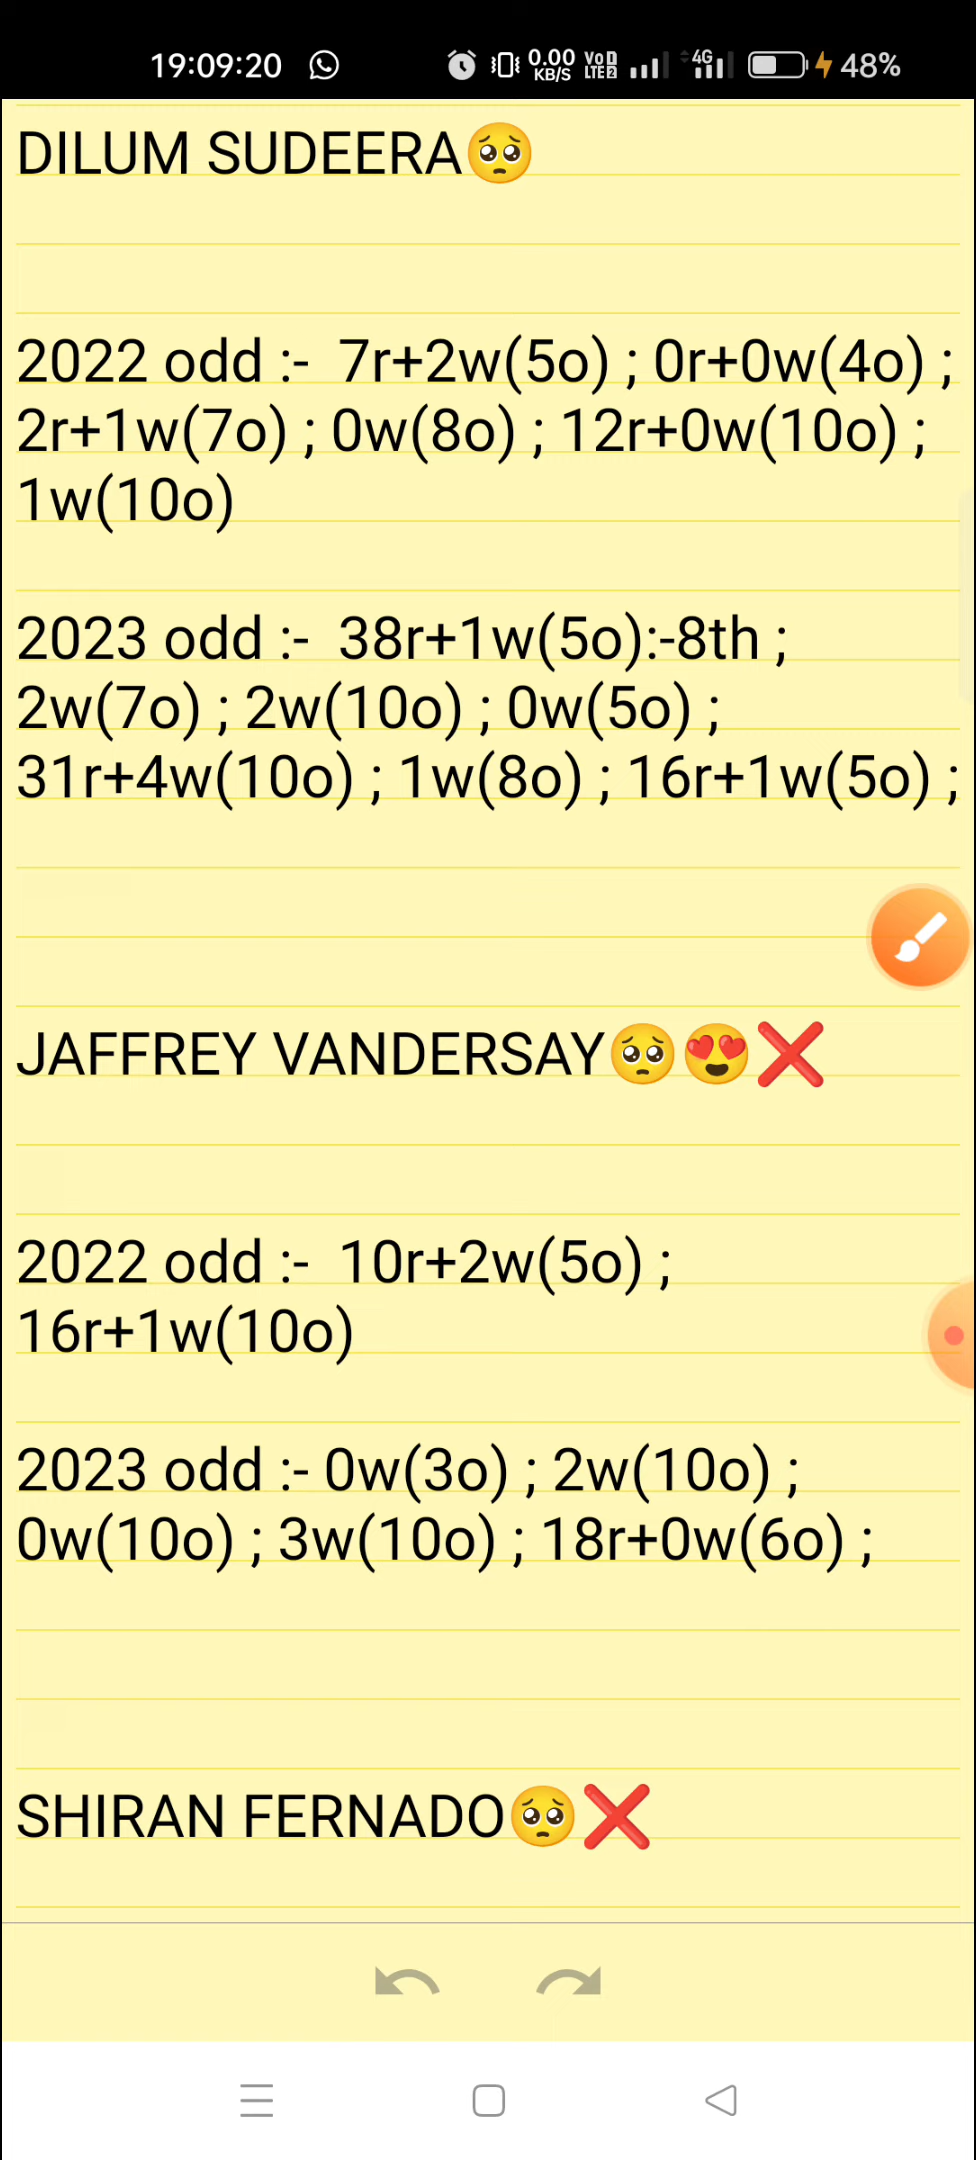 19:09:20 0.00 KB/S VoD LTE2 4G 48%
DILUM SUDEERA🥺
2022 odd :-  7r+2w(5o) ; 0r+0w(4o) ;
2r+1w(7o) ; 0w(8o) ; 12r+0w(10o) ;
1w(10o)
2023 odd :-  38r+1w(5o):-8th ;
2w(7o) ; 2w(10o) ; 0w(5o) ;
31r+4w(10o) ; 1w(8o) ; 16r+1w(5o) ;
JAFFREY VANDERSAY🥺😍❌
2022 odd :-  10r+2w(5o) ;
16r+1w(10o)
2023 odd :- 0w(3o) ; 2w(10o) ;
0w(10o) ; 3w(10o) ; 18r+0w(6o) ;
SHIRAN FERNADO🥺❌